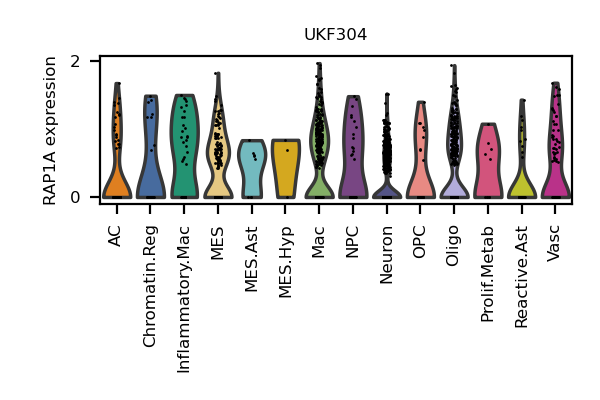 UKF304
RAP1A expression
2
0
AC
Chromatin.Reg
Inflammatory.Mac
MES
MES.Ast
MES.Hyp
Mac
NPC
Neuron
OPC
Oligo
Prolif.Metab
Reactive.Ast
Vasc